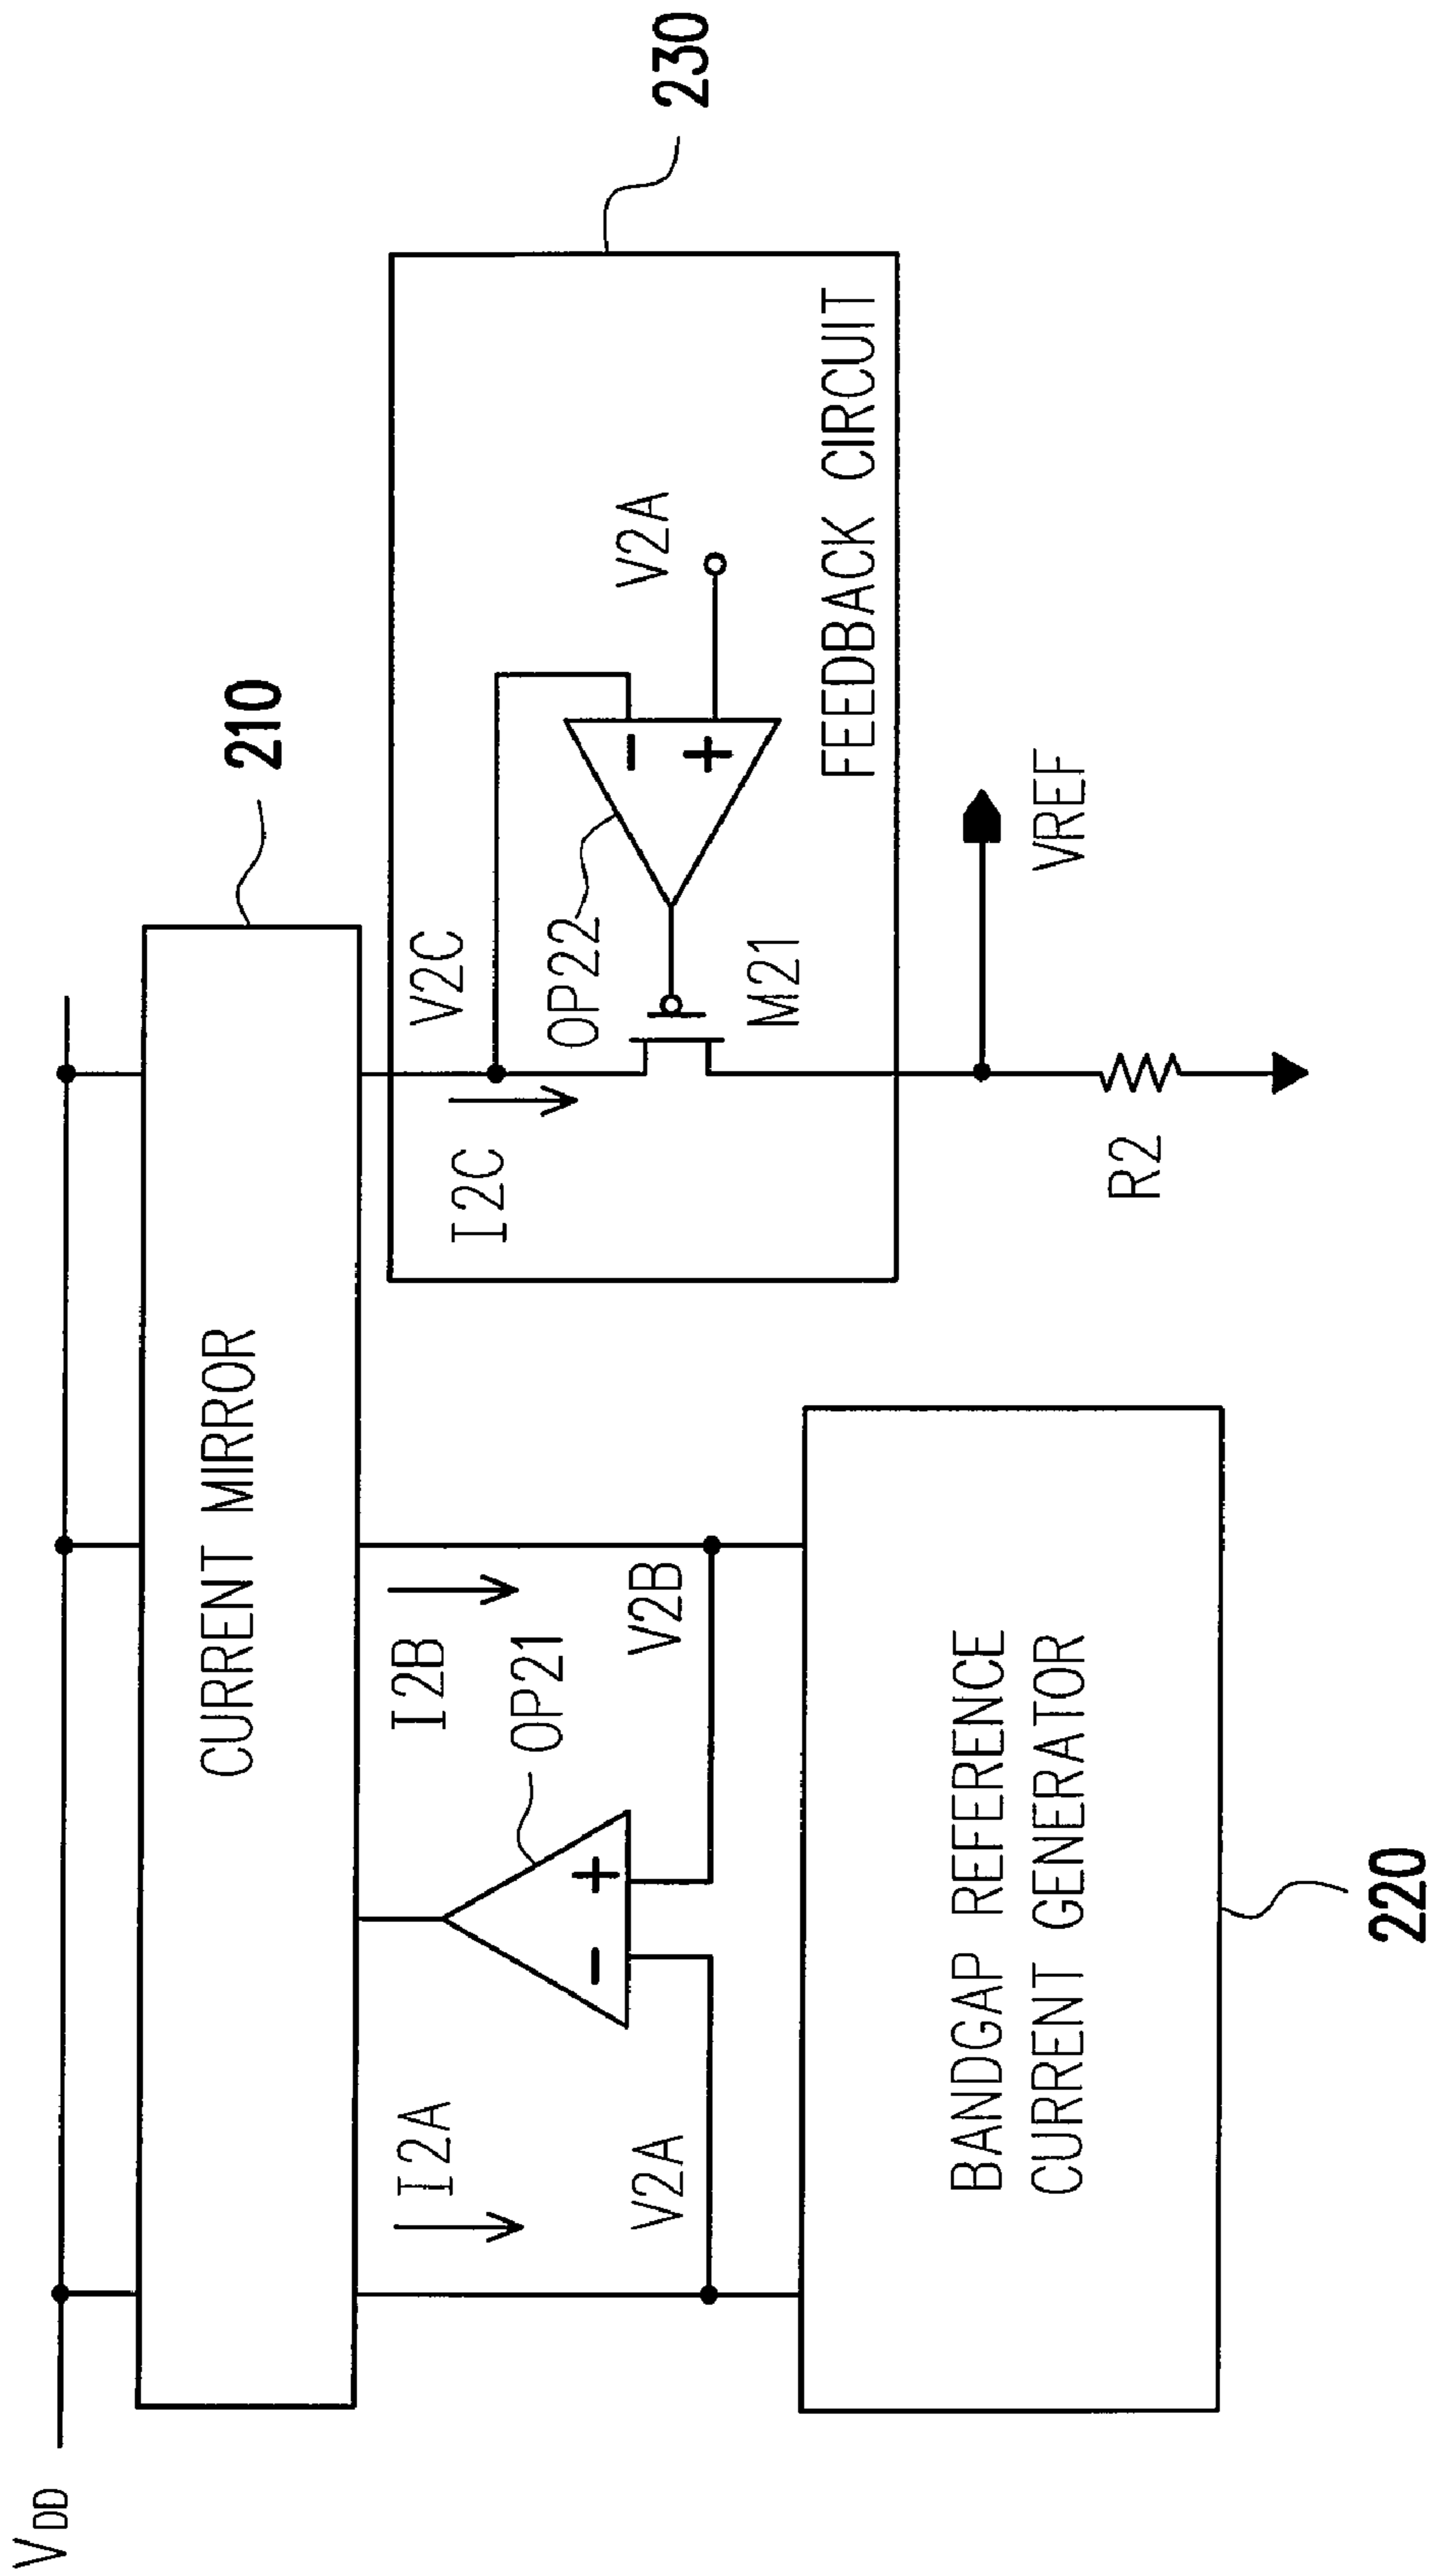 VDD
210
CURRENT MIRROR
I2A
I2B
OP21
V2A
V2B
I2C
V2C
OP22
V2A
-
+
M21
FEEDBACK CIRCUIT
230
-
+
BANDGAP REFERENCE
CURRENT GENERATOR
220
VREF
R2